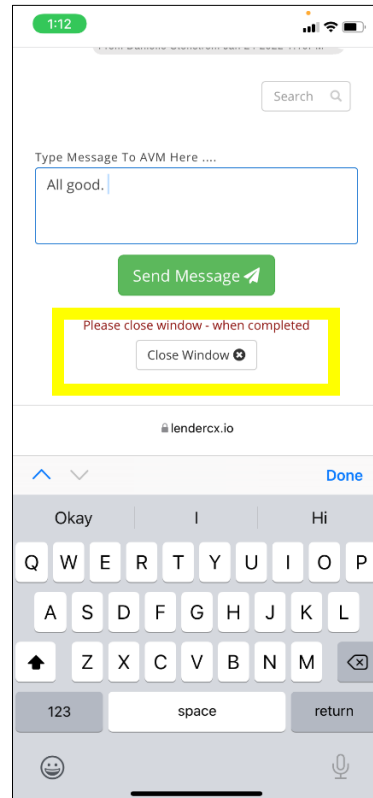 1:12
Search
Type Message To AVM Here ....
All good.
Send Message
Please close window - when completed
Close Window
lendercx.io
Done
Okay I Hi
Q W E R T Y U I O P
A S D F G H J K L
Z X C V B N M
123 space return